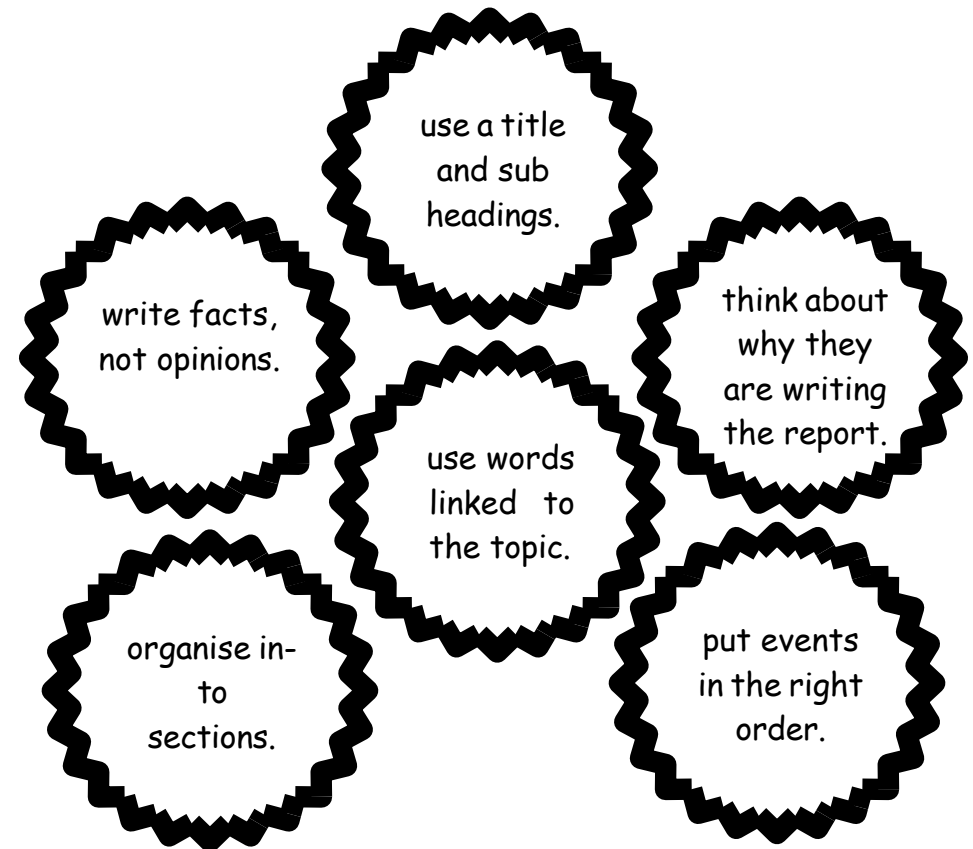 use a title
and sub
headings.
write facts,
not opinions.
think about
why they
are writing
the report.
use words
linked to
the topic.
organise in-
to
sections.
put events
in the right
order.